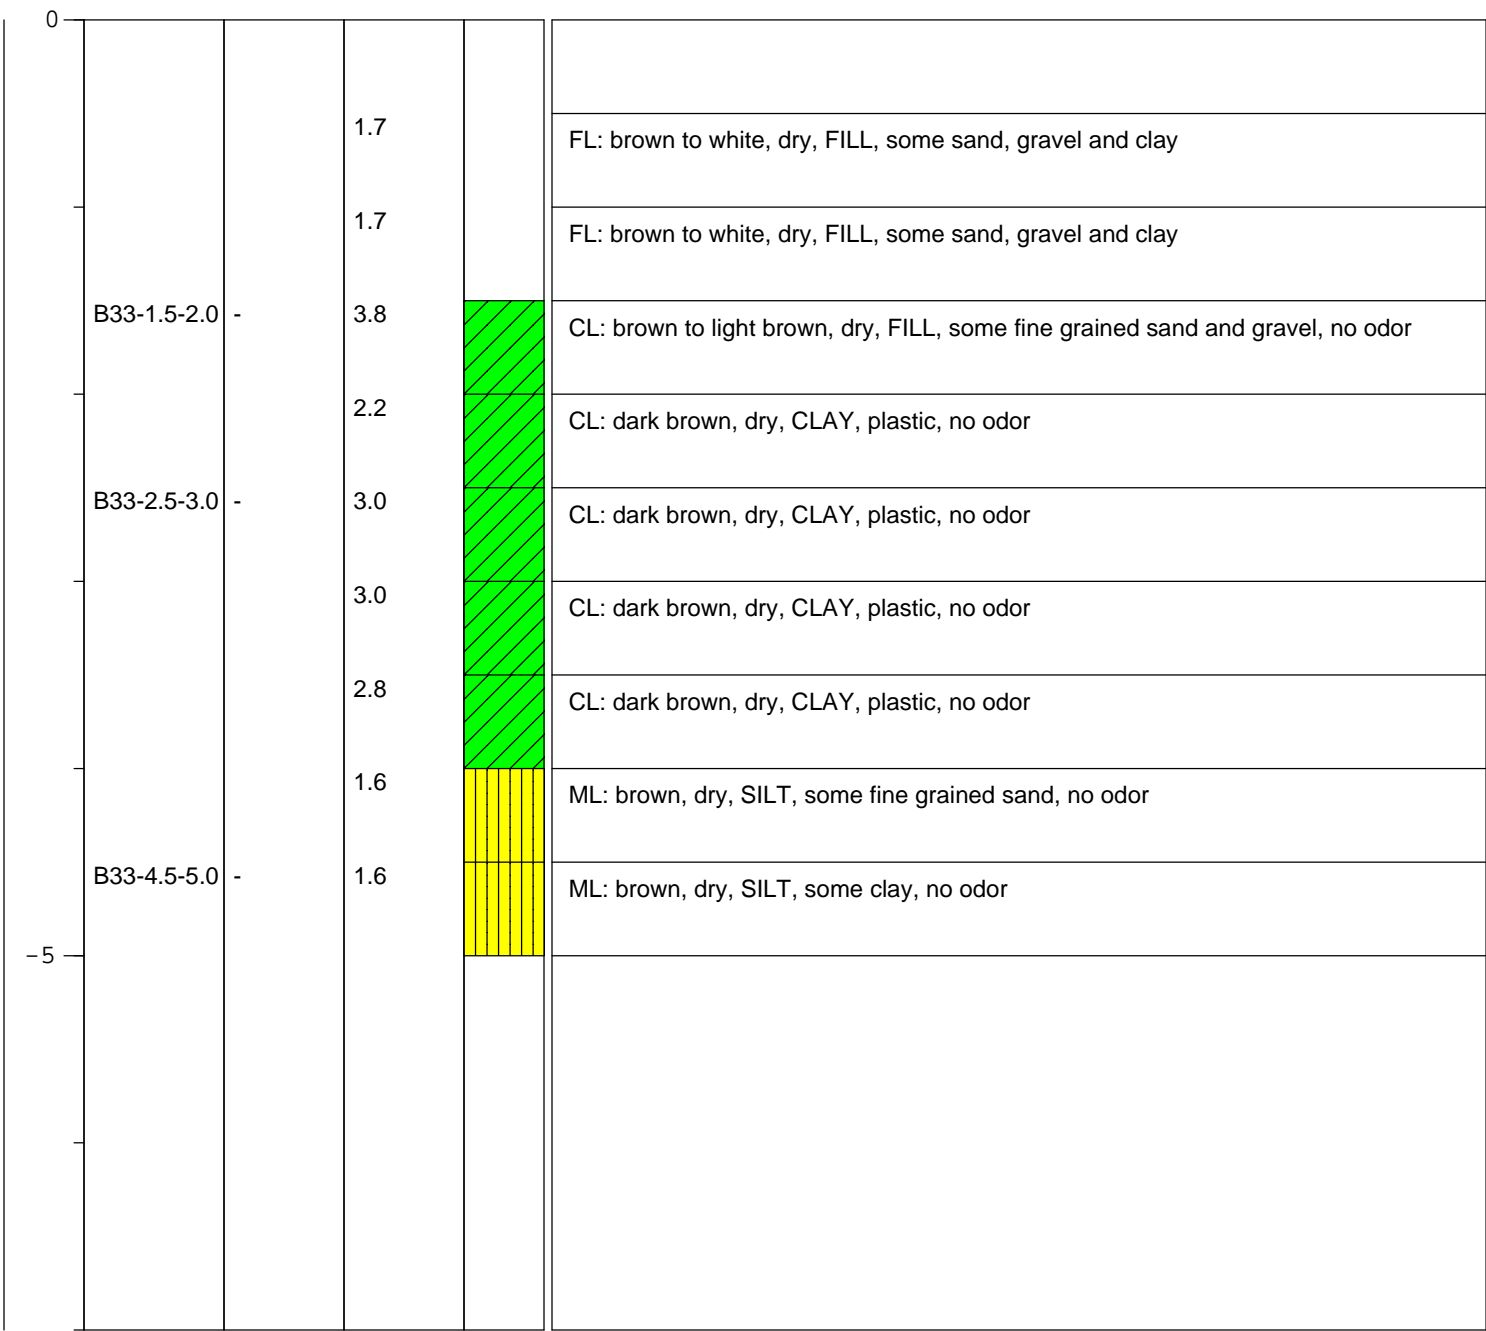 0
1.7
FL: brown to white, dry, FILL, some sand, gravel and clay
1.7
FL: brown to white, dry, FILL, some sand, gravel and clay
B33-1.5-2.0 - 3.8
CL: brown to light brown, dry, FILL, some fine grained sand and gravel, no odor
2.2
CL: dark brown, dry, CLAY, plastic, no odor
B33-2.5-3.0 - 3.0
CL: dark brown, dry, CLAY, plastic, no odor
3.0
CL: dark brown, dry, CLAY, plastic, no odor
2.8
CL: dark brown, dry, CLAY, plastic, no odor
1.6
ML: brown, dry, SILT, some fine grained sand, no odor
B33-4.5-5.0 - 1.6
ML: brown, dry, SILT, some clay, no odor
-5